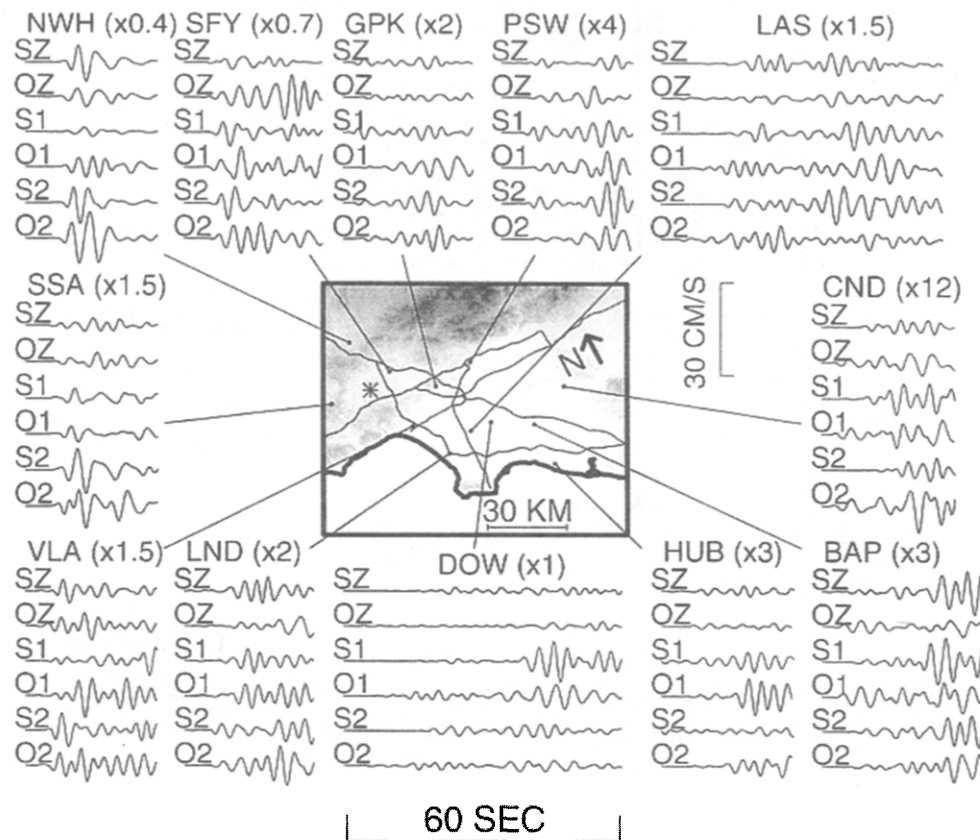 NWH (x0.4) SFY (x0.7) GPK (x2) PSW (x4) LAS (x1.5)
SZ SZ SZ SZ SZ
OZ OZ OZ OZ OZ
S1 S1 S1 S1 S1
O1 O1 O1 O1 O1
S2 S2 S2 S2 S2
O2 O2 O2 O2 O2
SSA (x1.5)
SZ
OZ
S1
O1
S2
O2
N
30 KM
30 CM/S
CND (x12)
SZ
OZ
S1
O1
S2
O2
VLA (x1.5) LND (x2) DOW (x1) HUB (x3) BAP (x3)
SZ SZ SZ SZ SZ
OZ OZ OZ OZ OZ
S1 S1 S1 S1 S1
O1 O1 O1 O1 O1
S2 S2 S2 S2 S2
O2 O2 O2 O2 O2
60 SEC